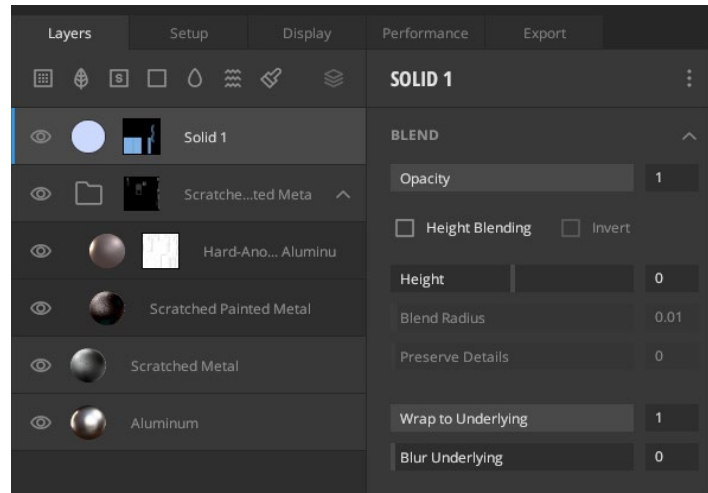 Layers Setup Display Performance Export
S
SOLID 1
Solid 1
Scratche...ted Meta
Hard-Ano... Aluminu
Scratched Painted Metal
Scratched Metal
Aluminum
BLEND
Opacity 1
Height Blending Invert
Height 0
Blend Radius 0.01
Preserve Details 0
Wrap to Underlying 1
Blur Underlying 0